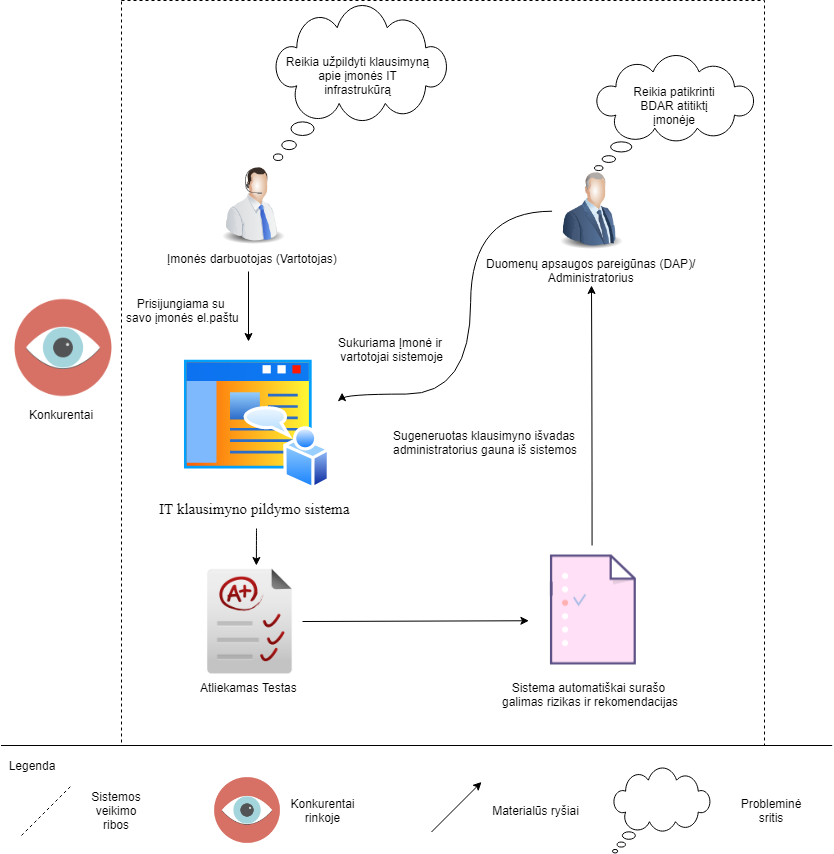 Reikia užpildyti klausimyną
apie įmonės IT
infrastrukūrą
Reikia patikrinti
BDAR atitiktį
įmonėje
Įmonės darbuotojas (Vartotojas)
Duomenų apsaugos pareigūnas (DAP)/
Administratorius
Prisijungiama su
savo įmonės el.paštu
Sukuriama Įmonė ir
vartotojai sistemoje
Konkurentai
Sugeneruotas klausimyno išvadas
administratorius gauna iš sistemos
IT klausimyno pildymo sistema
A+
Atliekamas Testas
Sistema automatiškai surašo
galimas rizikas ir rekomendacijas
Legenda
Sistemos
veikimo
ribos
Konkurentai
rinkoje
Materialūs ryšiai
Probleminė
sritis